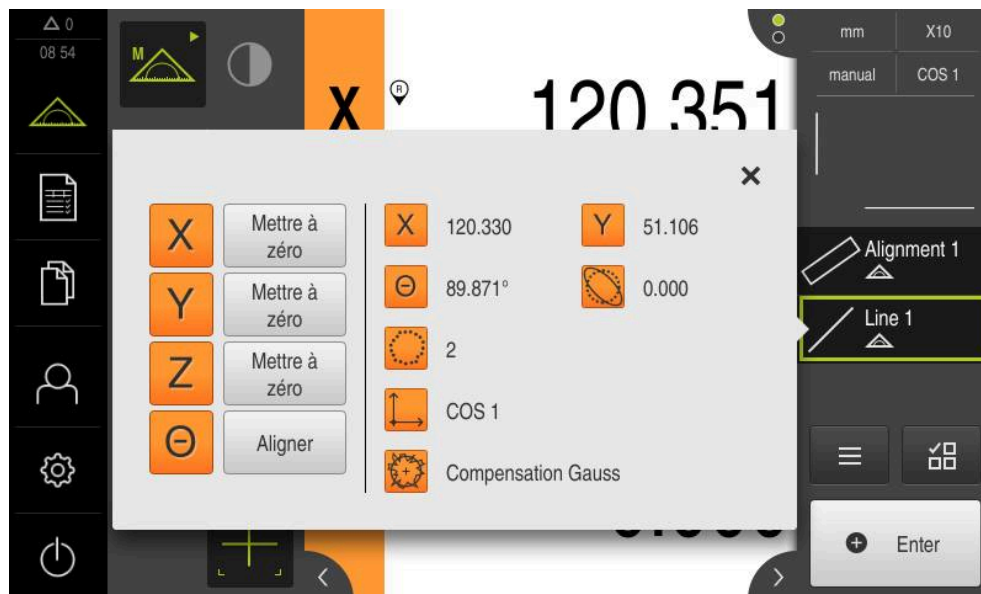 0
08 54
M
X
R
120.351
mm
X10
manual
COS 1
X
Mettre à
zéro
Y
Mettre à
zéro
Z
Mettre à
zéro
Θ
Aligner
X
120.330
Y
51.106
Θ
89.871°
0.000
2
COS 1
Compensation Gauss
Alignment 1
Line 1
Enter